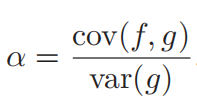 α = cov(f, g) / var(g)